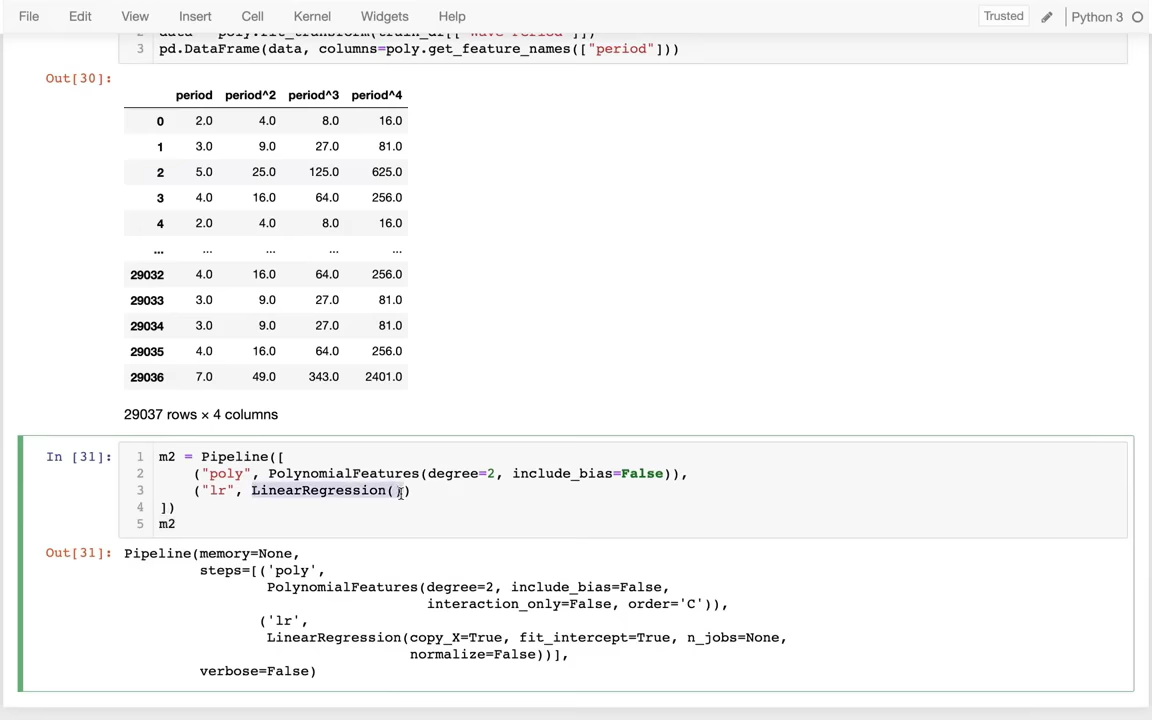 File Edit View Insert Cell Kernel Widgets Help Trusted Python 3
3 pd.DataFrame(data, columns=poly.get_feature_names(["period"]))
Out[30]:
period period^2 period^3 period^4
0 2.0 4.0 8.0 16.0
1 3.0 9.0 27.0 81.0
2 5.0 25.0 125.0 625.0
3 4.0 16.0 64.0 256.0
4 2.0 4.0 8.0 16.0
... ... ... ... ...
29032 4.0 16.0 64.0 256.0
29033 3.0 9.0 27.0 81.0
29034 3.0 9.0 27.0 81.0
29035 4.0 16.0 64.0 256.0
29036 7.0 49.0 343.0 2401.0
29037 rows × 4 columns
In [31]: 1 m2 = Pipeline([
2 ("poly", PolynomialFeatures(degree=2, include_bias=False)),
3 ("lr", LinearRegression())
4 ])
5 m2
Out[31]: Pipeline(memory=None,
steps=[('poly',
PolynomialFeatures(degree=2, include_bias=False,
interaction_only=False, order='C')),
('lr',
LinearRegression(copy_X=True, fit_intercept=True, n_jobs=None,
normalize=False))],
verbose=False)